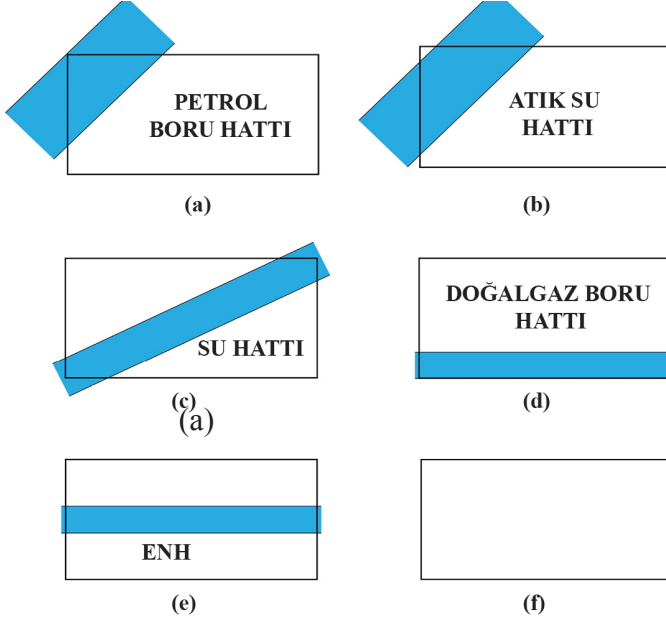 PETROL
BORU HATTI
(a)
ATIK SU
HATTI
(b)
SU HATTI
(c)
(a)
DOĞALGAZ BORU
HATTI
(d)
ENH
(e)
(f)